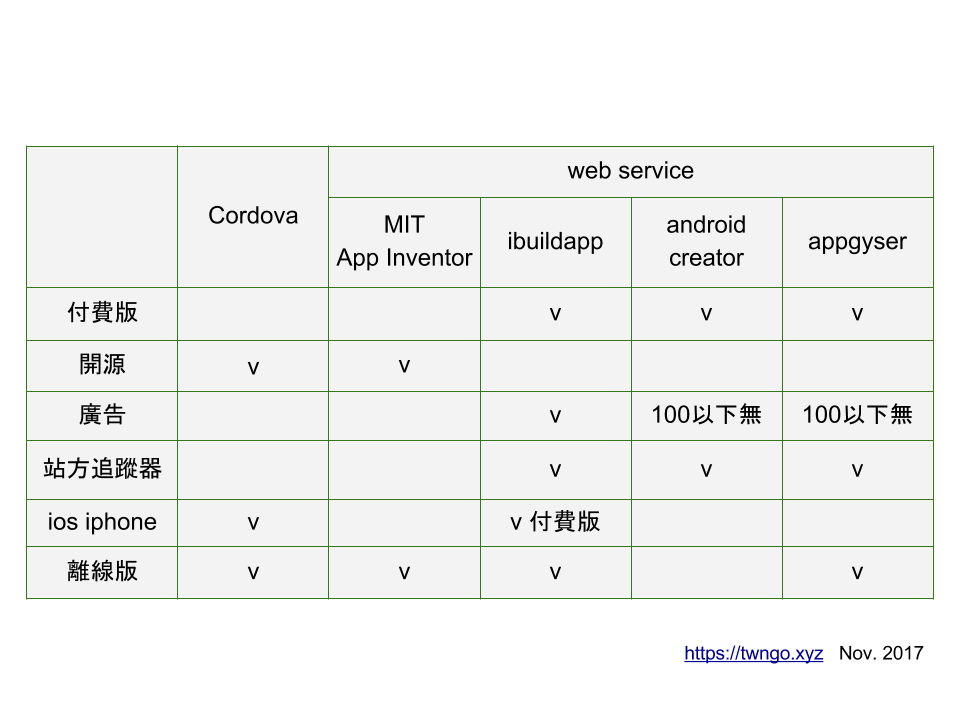 web service
Cordova
MIT
App Inventor
ibuildapp
android
creator
appgyser
付費版 v v v
開源 v v
廣告 v 100以下無 100以下無
站方追蹤器 v v v
ios iphone v v 付費版
離線版 v v v v
https://twngo.xyz Nov. 2017